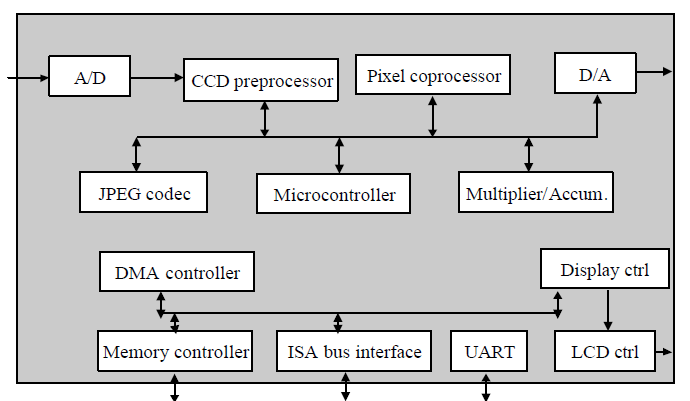 A/D
CCD preprocessor
Pixel coprocessor
D/A
JPEG codec
Microcontroller
Multiplier/Accum.
DMA controller
Display ctrl
Memory controller
ISA bus interface
UART
LCD ctrl